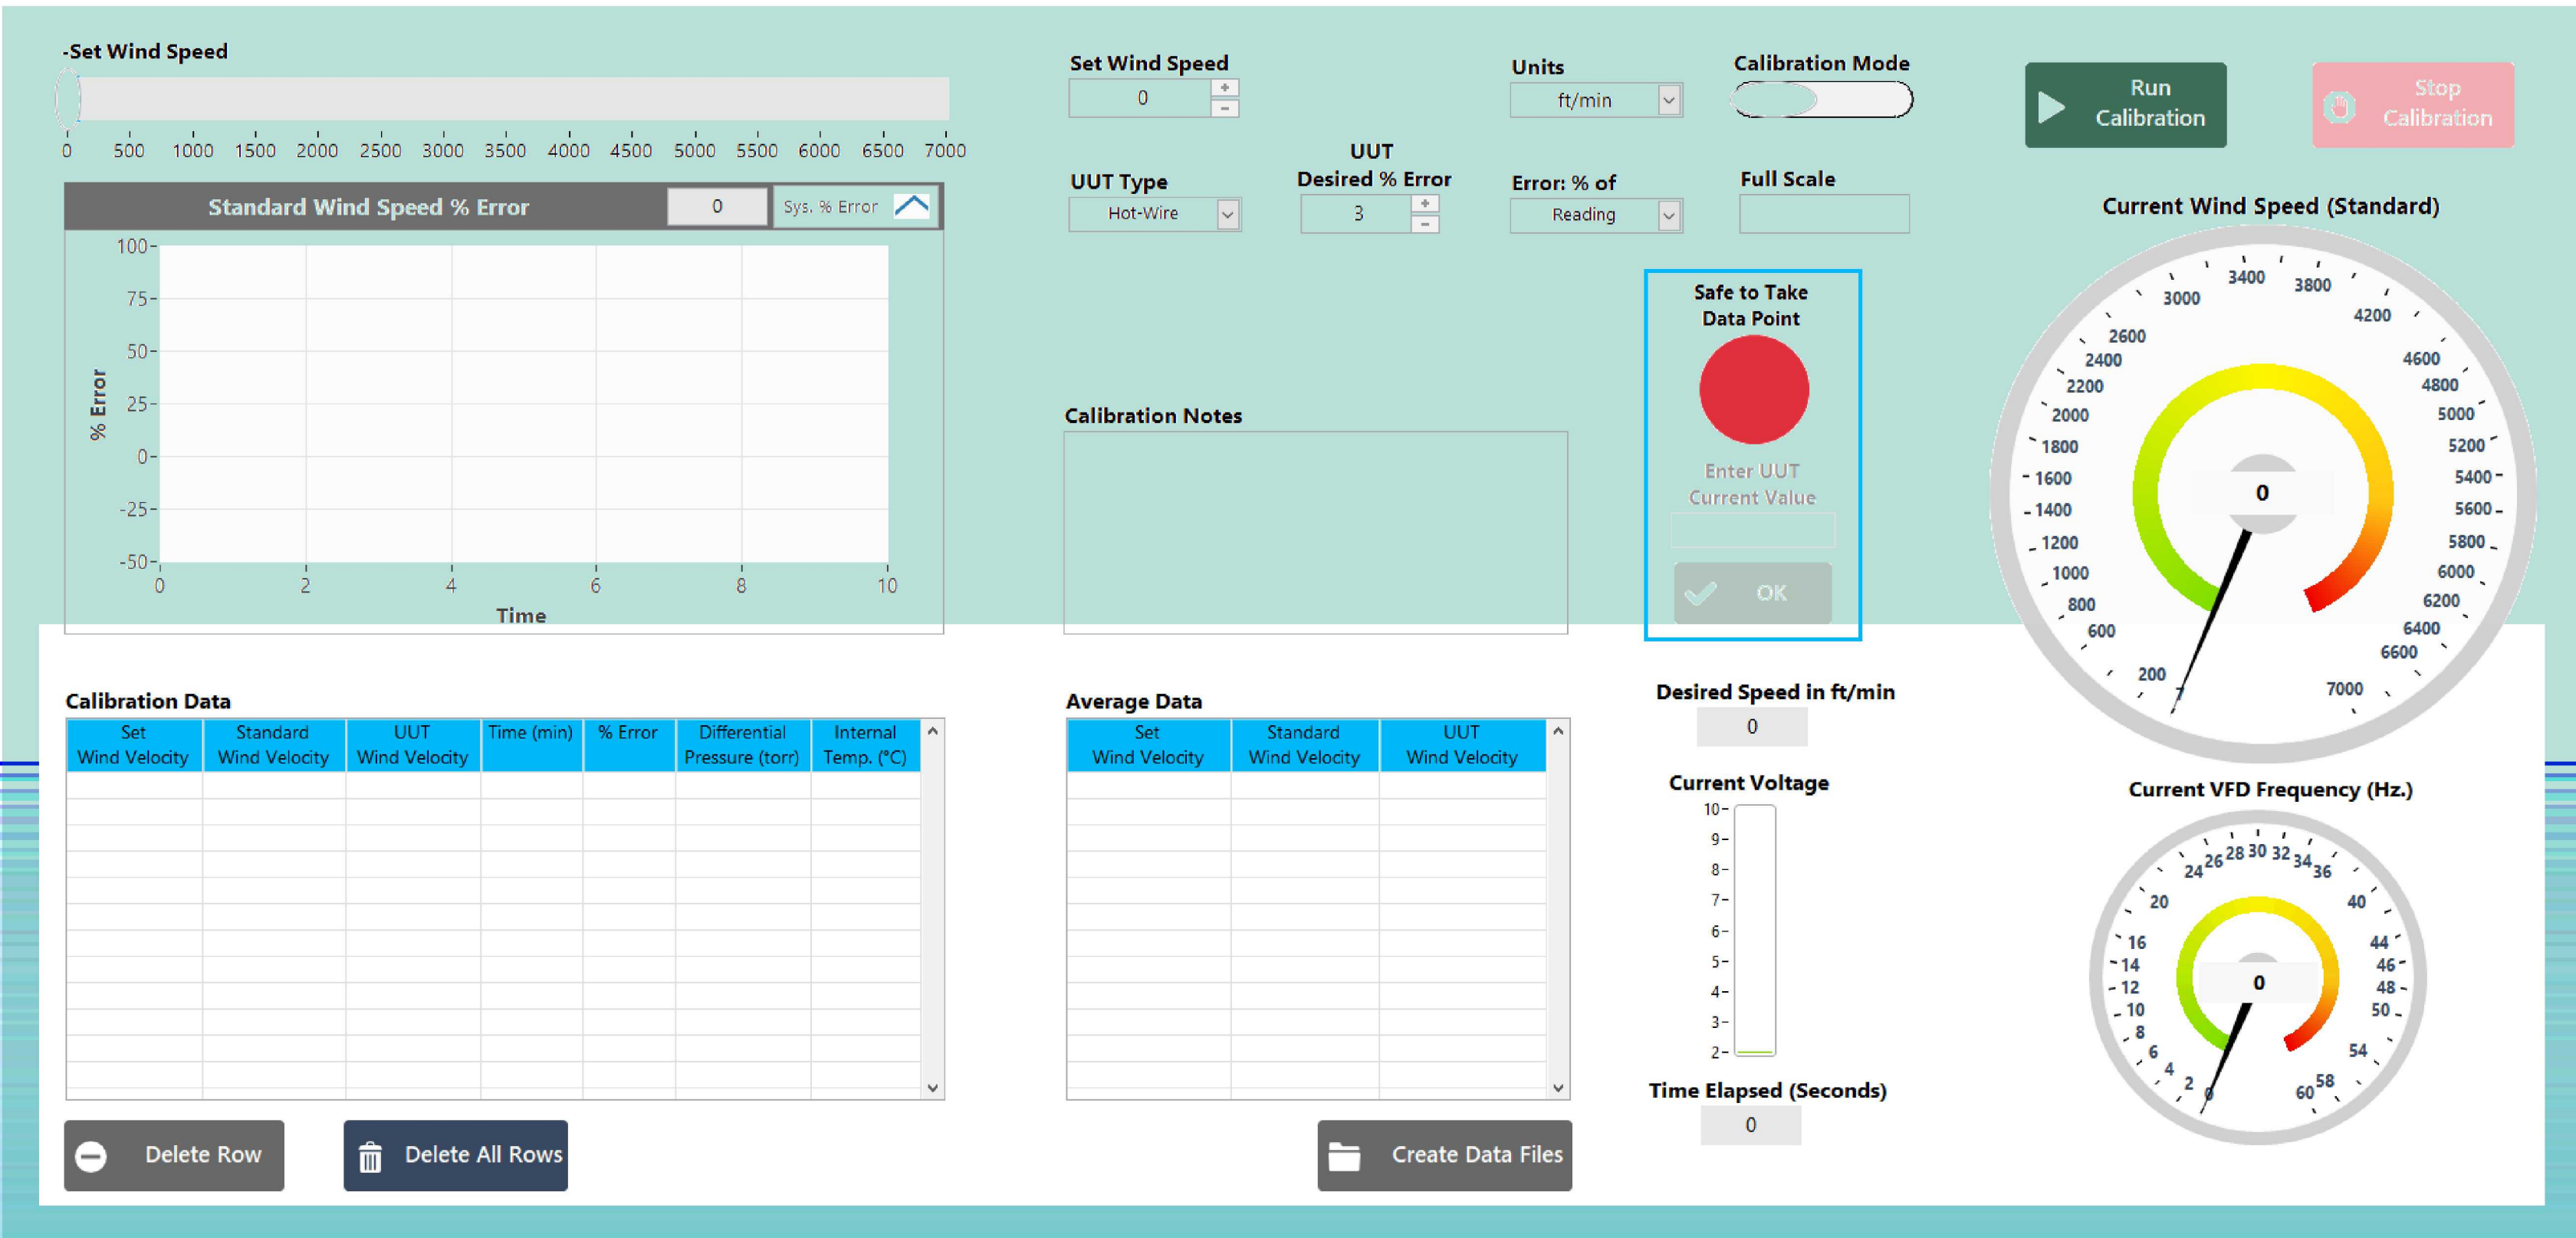 -Set Wind Speed
0 500 1000 1500 2000 2500 3000 3500 4000 4500 5000 5500 6000 6500 7000
Set Wind Speed
0
Units
ft/min
Calibration Mode
Run
Calibration
Stop
Calibration
UUT Type
Hot-Wire
UUT
Desired % Error
3
Error: % of
Reading
Full Scale
Standard Wind Speed % Error
0
Sys. % Error
% Error
100
75
50
25
0
-25
-50
0 2 4 6 8 10
Time
Calibration Notes
Safe to Take
Data Point
Enter UUT
Current Value
OK
Current Wind Speed (Standard)
200
600
800
1000
1200
1400
1600
1800
2000
2200
2400
2600
3000
3400
3800
4200
4600
4800
5000
5200
5400
5600
5800
6000
6200
6400
6600
7000
0
Calibration Data
Set
Wind Velocity
Standard
Wind Velocity
UUT
Wind Velocity
Time (min)
% Error
Differential
Pressure (torr)
Internal
Temp. (°C)
Delete Row
Delete All Rows
Average Data
Set
Wind Velocity
Standard
Wind Velocity
UUT
Wind Velocity
Create Data Files
Desired Speed in ft/min
0
Current Voltage
10
9
8
7
6
5
4
3
2
Time Elapsed (Seconds)
0
Current VFD Frequency (Hz.)
0
2
4
6
8
10
12
14
16
20
24
26
28
30
32
34
36
40
44
46
48
50
54
58
60
0